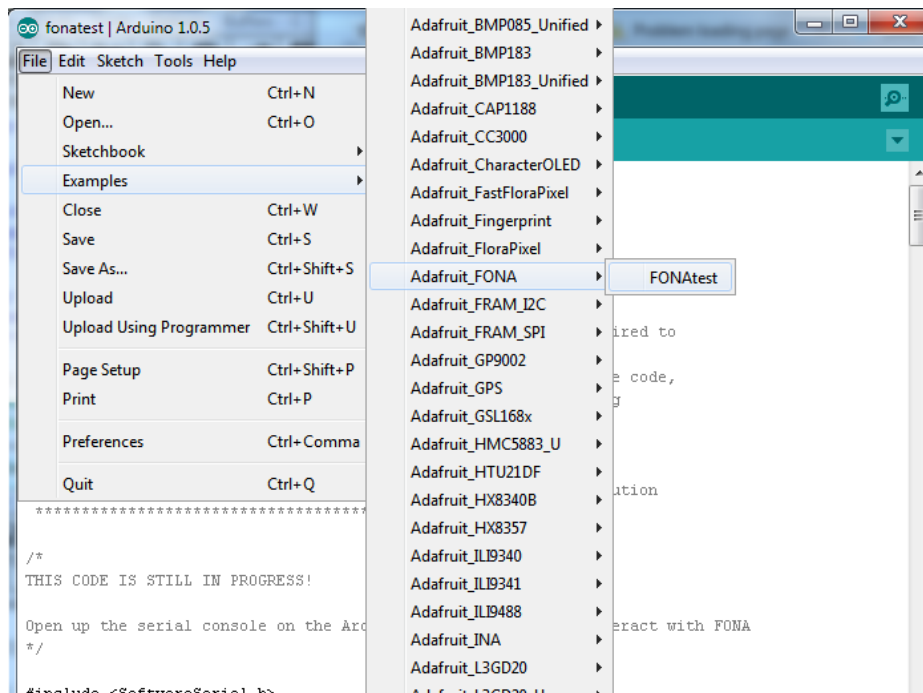 fonatest | Arduino 1.0.5
File Edit Sketch Tools Help
New Ctrl+N
Open... Ctrl+O
Sketchbook
Examples
Close Ctrl+W
Save Ctrl+S
Save As... Ctrl+Shift+S
Upload Ctrl+U
Upload Using Programmer Ctrl+Shift+U
Page Setup Ctrl+Shift+P
Print Ctrl+P
Preferences Ctrl+Comma
Quit Ctrl+Q
Adafruit_BMP085_Unified
Adafruit_BMP183
Adafruit_BMP183_Unified
Adafruit_CAP1188
Adafruit_CC3000
Adafruit_CharacterOLED
Adafruit_FastFloraPixel
Adafruit_Fingerprint
Adafruit_FloraPixel
Adafruit_FONA
Adafruit_FRAM_I2C
Adafruit_FRAM_SPI
Adafruit_GP9002
Adafruit_GPS
Adafruit_GSL168x
Adafruit_HMC5883_U
Adafruit_HTU21DF
Adafruit_HX8340B
Adafruit_HX8357
Adafruit_ILI9340
Adafruit_ILI9341
Adafruit_ILI9488
Adafruit_INA
Adafruit_L3GD20
Adafruit_L3GD20_U
FONAtest
ired to
e code,
g
ution
************************************
/*
THIS CODE IS STILL IN PROGRESS!
Open up the serial console on the Ard
eract with FONA
*/
#include <SoftwareSerial.h>